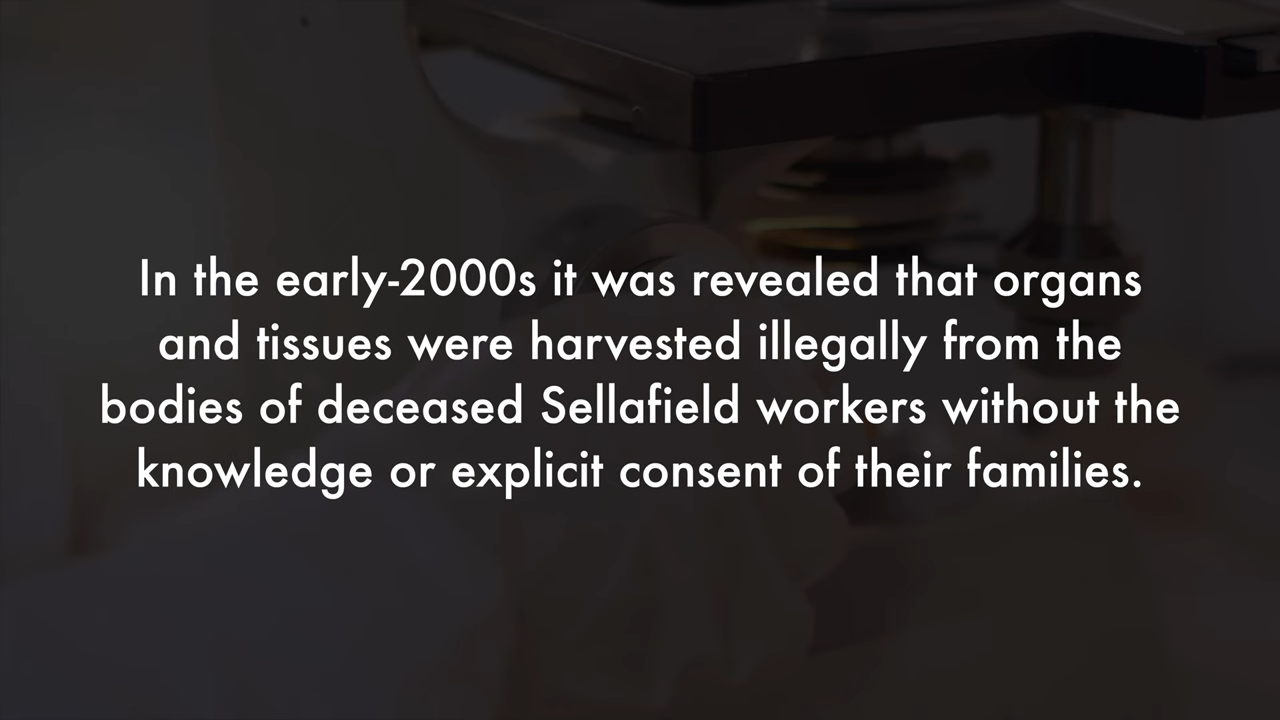 In the early-2000s it was revealed that organs
and tissues were harvested illegally from the
bodies of deceased Sellafield workers without the
knowledge or explicit consent of their families.